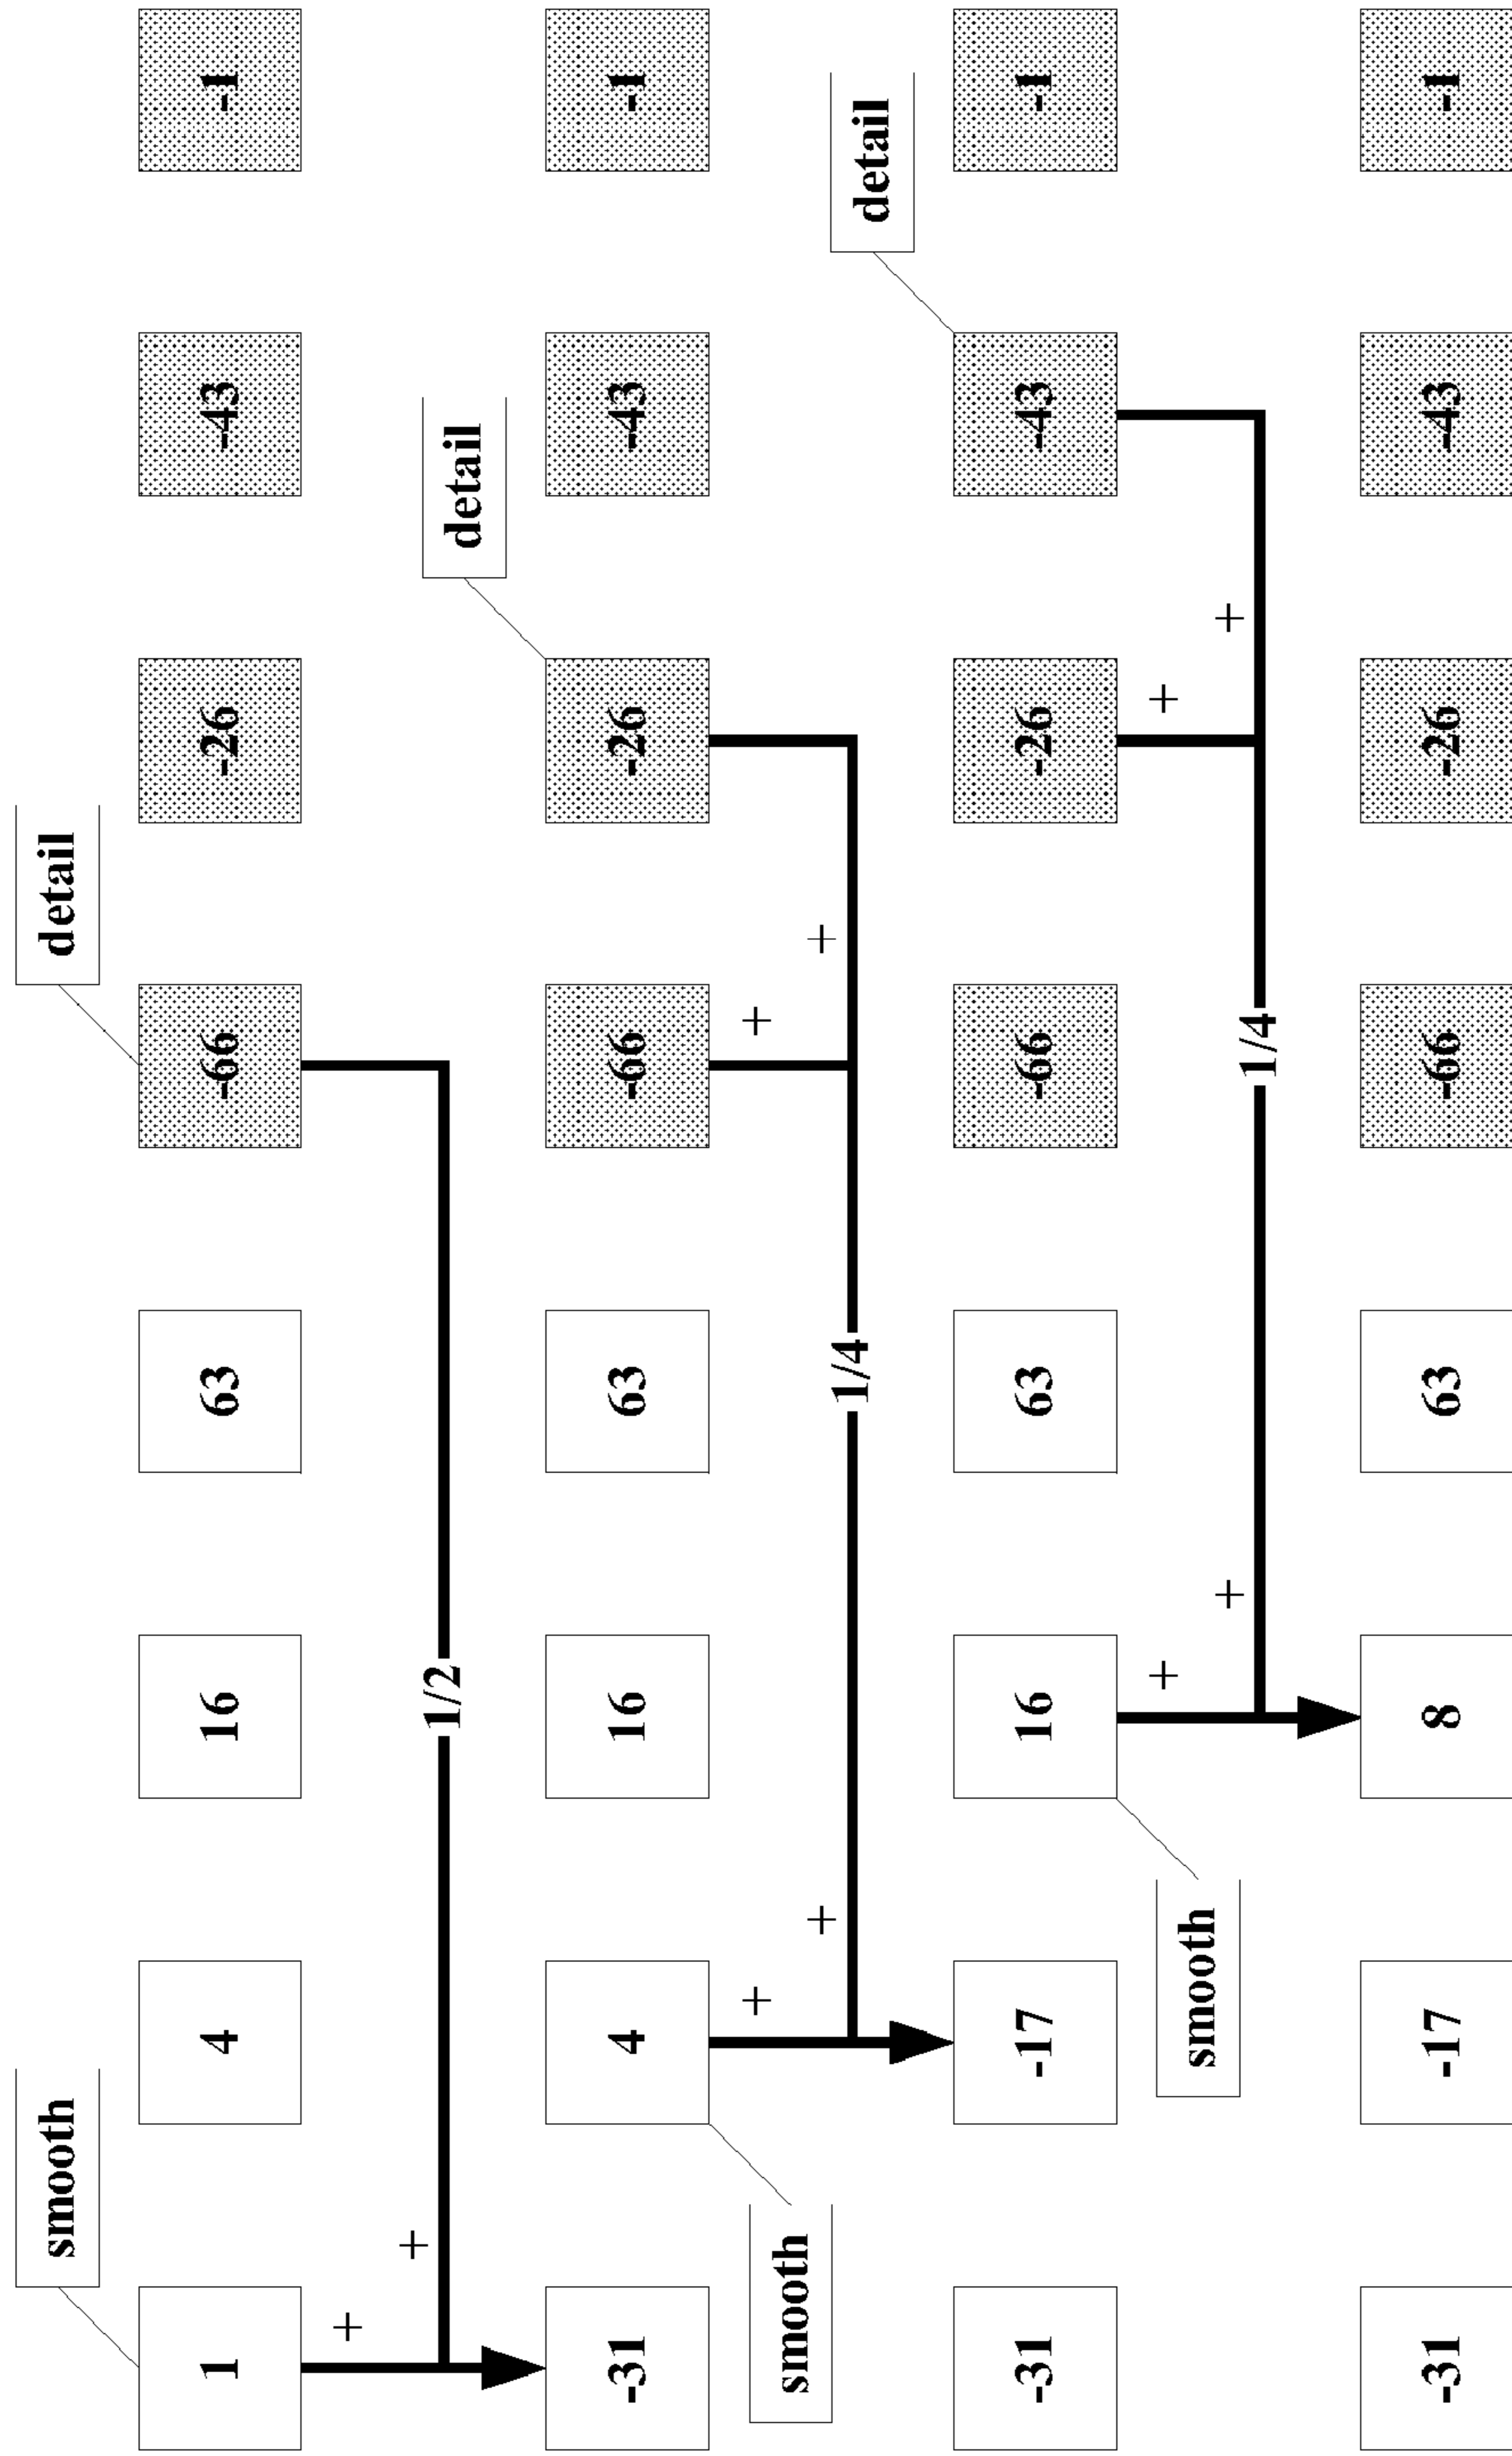 smooth detail
1 4 16 63 -66 -26 -43 -1
+
+
1/2 detail
-31 4 16 63 -66 -26 -43 -1
+ +
smooth
+ +
1/4 detail
-31 -17 16 63 -66 -26 -43 -1
+ +
smooth
+ +
1/4
-31 -17 8 63 -66 -26 -43 -1